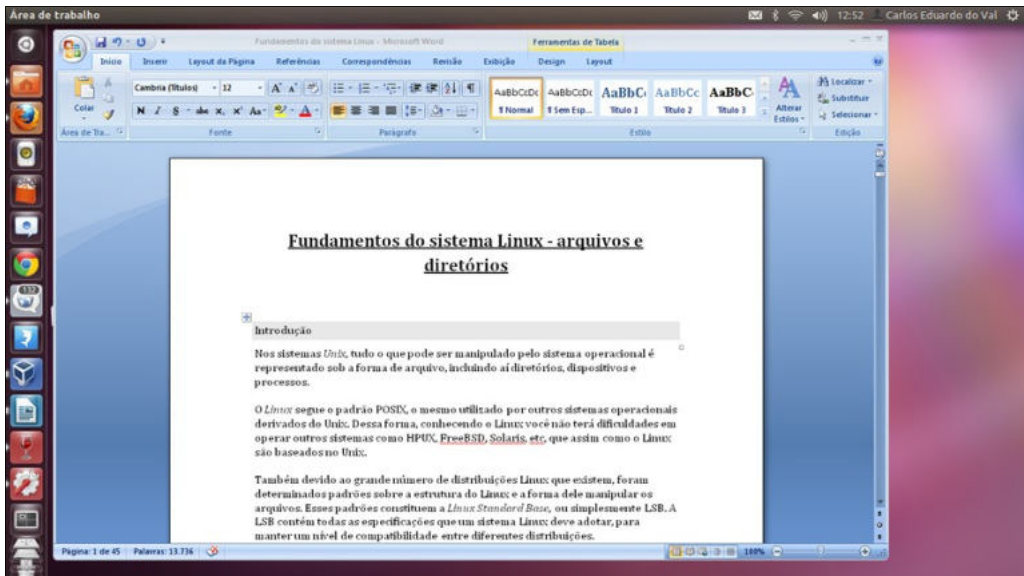 Área de trabalho 12:52 Carlos Eduardo do Val
Fundamentos do sistema Linux - Microsoft Word Ferramentas de Tabela
Início Inserir Layout da Página Referências Correspondências Revisão Exibição Design Layout
Cambria (Títulos) 12
Localizar
Substituir
Selecionar
Colar
N I S abc x, x² Aa
AaBbCcDc AaBbCcDc AaBbC AaBbCc AaBbC
¶ Normal ¶ Sem Esp... Título 1 Título 2 Título 3
Alterar
Estilos
Área de Tra... Fonte Parágrafo Estilo Edição
Fundamentos do sistema Linux - arquivos e
diretórios
Introdução
Nos sistemas Unix, tudo o que pode ser manipulado pelo sistema operacional é
representado sob a forma de arquivo, incluindo aí diretórios, dispositivos e
processos.
O Linux segue o padrão POSIX, o mesmo utilizado por outros sistemas operacionais
derivados do Unix. Dessa forma, conhecendo o Linux você não terá dificuldades em
operar outros sistemas como HPUX, FreeBSD, Solaris, etc, que assim como o Linux
são baseados no Unix.
Também devido ao grande número de distribuições Linux que existem, foram
determinados padrões sobre a estrutura do Linux e a forma dele manipular os
arquivos. Esses padrões constituem a Linux Standard Base, ou simplesmente LSB. A
LSB contém todas as especificações que um sistema Linux deve adotar, para
manter um nível de compatibilidade entre diferentes distribuições.
Página: 1 de 45 Palavras: 13.736 100%
132